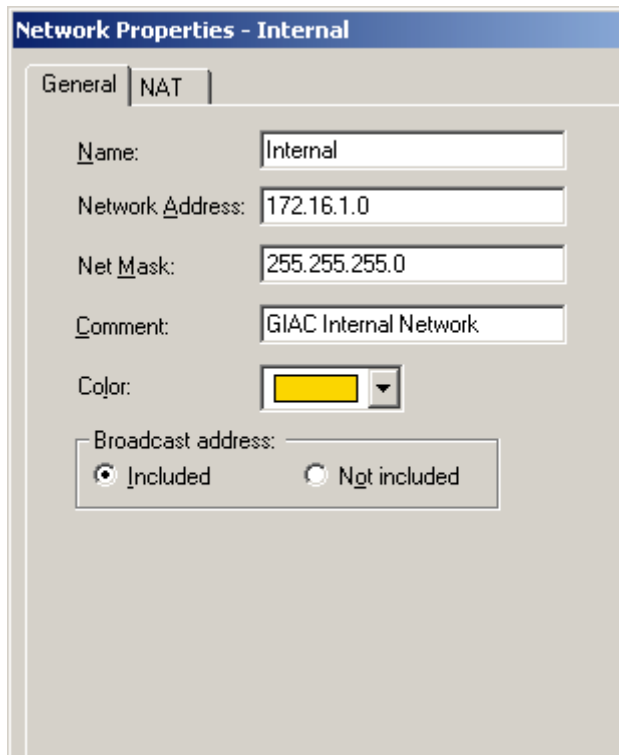 Network Properties - Internal
General NAT
Name: Internal
Network Address: 172.16.1.0
Net Mask: 255.255.255.0
Comment: GIAC Internal Network
Color:
Broadcast address:
Included Not included